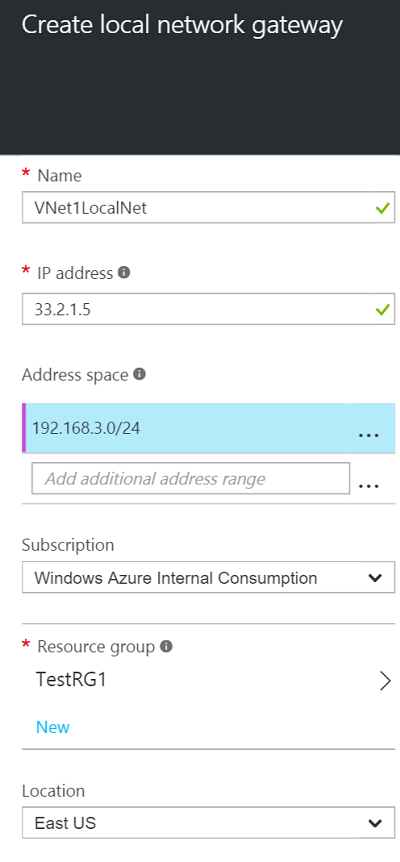 Create local network gateway
* Name
VNet1LocalNet
* IP address
33.2.1.5
Address space
192.168.3.0/24
...
Add additional address range
...
Subscription
Windows Azure Internal Consumption
* Resource group
TestRG1
New
Location
East US